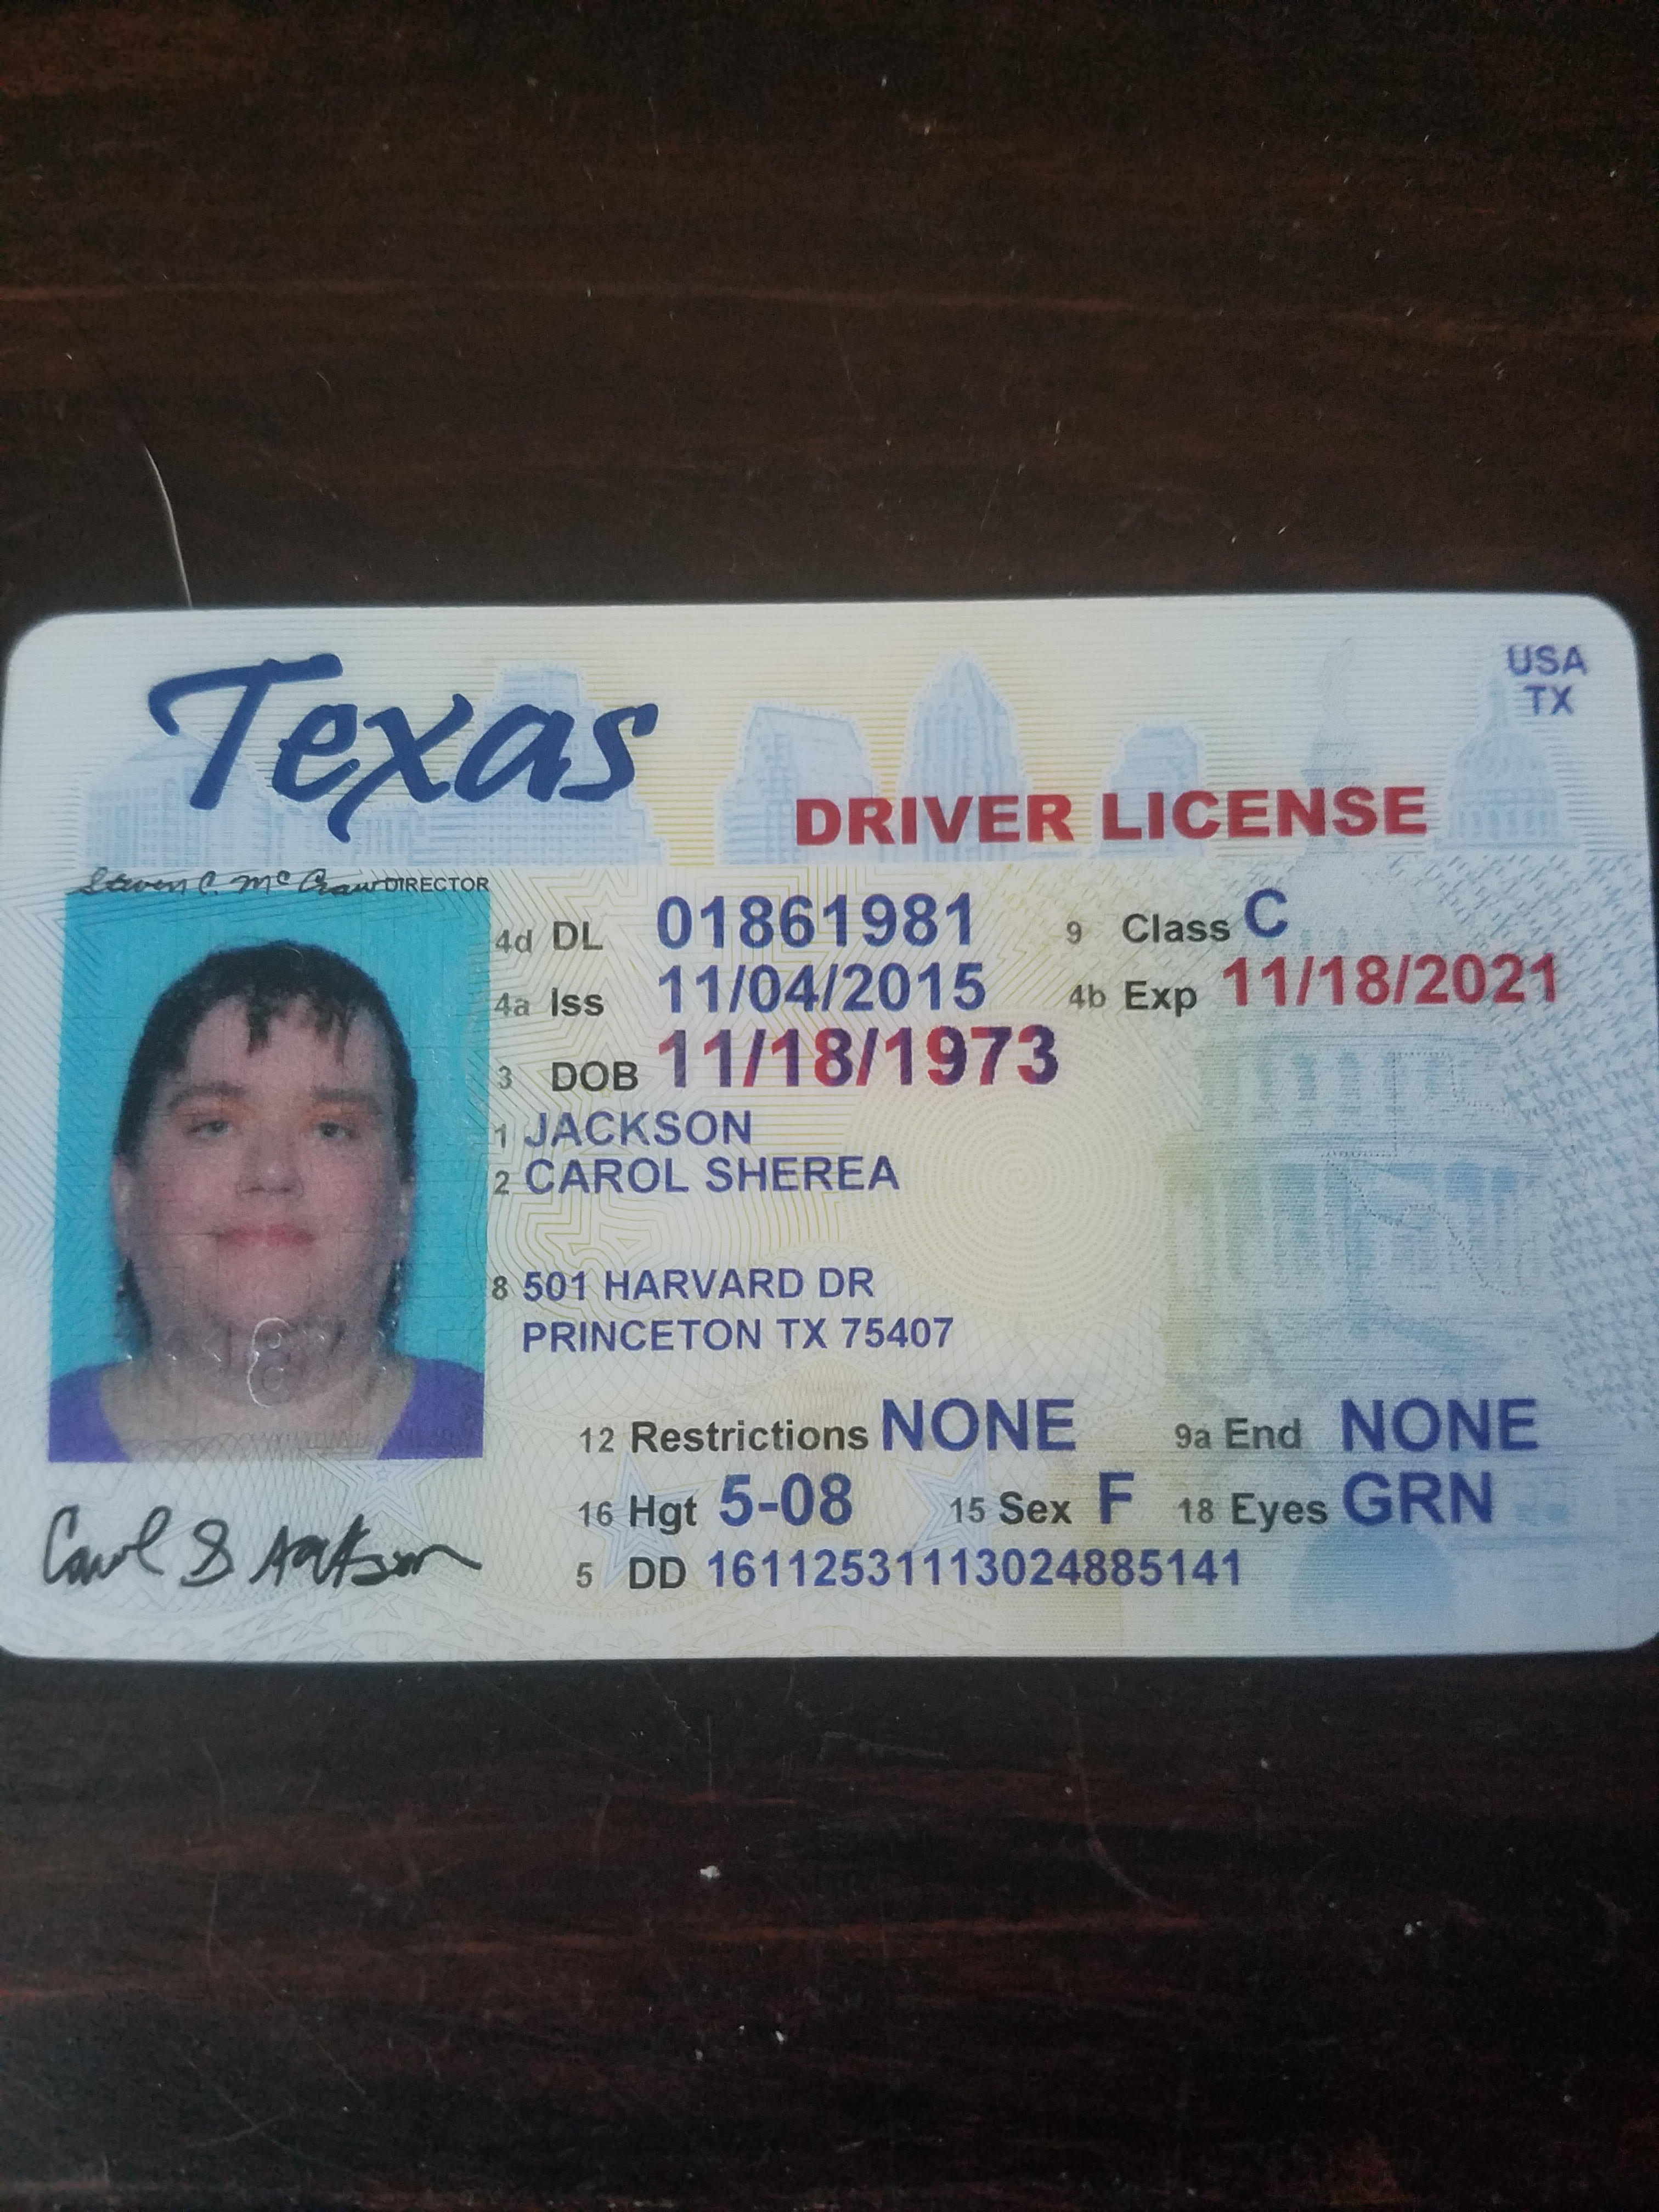 Texas
USA
TX
DRIVER LICENSE
Steven C. McCraw DIRECTOR
4d DL 01861981 9 Class C
4a Iss 11/04/2015 4b Exp 11/18/2021
3 DOB 11/18/1973
1 JACKSON
2 CAROL SHEREA
8 501 HARVARD DR
PRINCETON TX 75407
12 Restrictions NONE 9a End NONE
16 Hgt 5-08 15 Sex F 18 Eyes GRN
5 DD 16112531113024885141
Carol S Jackson